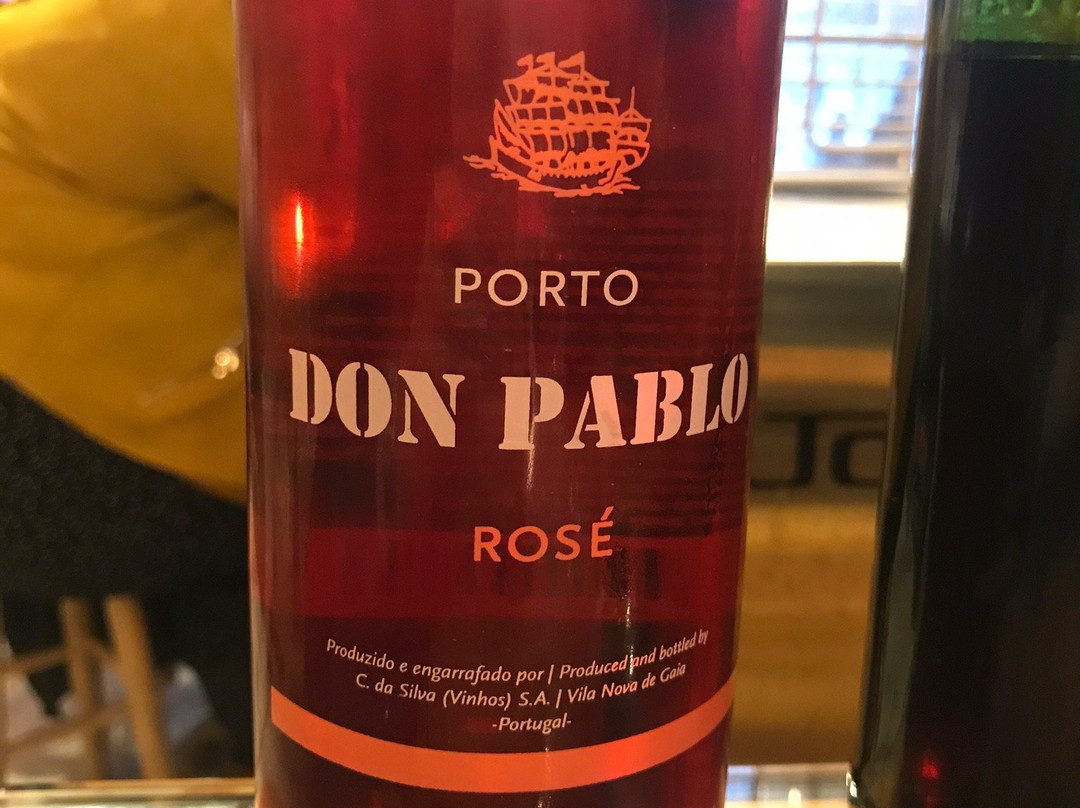 PORTO
DON PABLO
ROSÉ
Produzido e engarrafado por | Produced and bottled by
C. da Silva (Vinhos) S.A. | Vila Nova de Gaia
-Portugal-